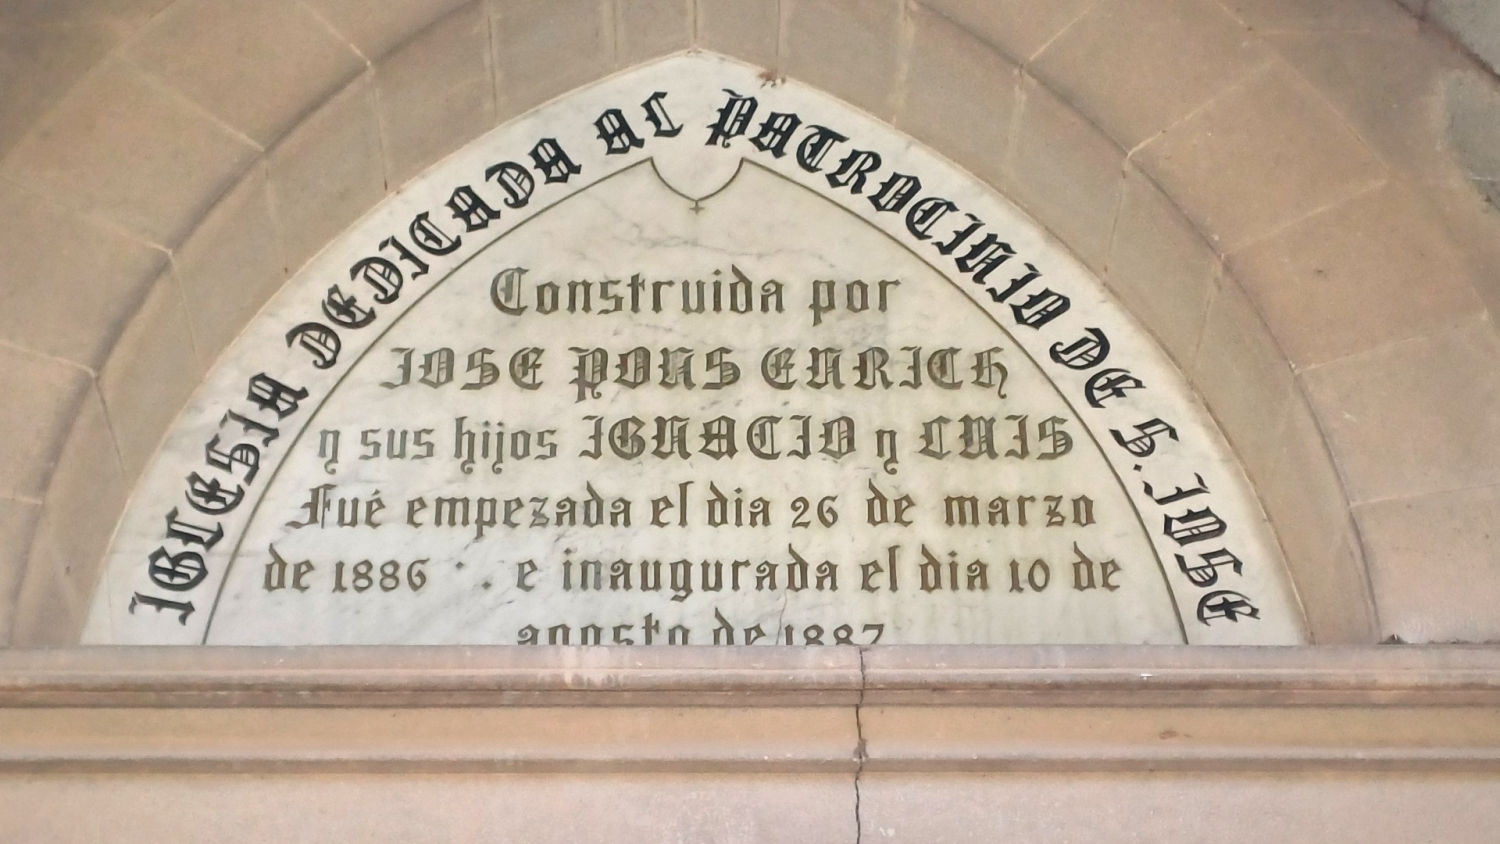 IGLESIA DEDICADA AL PATROCINIO DE S. JOSE
Construida por
JOSE PONS ENRICH
y sus hijos IGNACIO y LUIS
Fué empezada el dia 26 de marzo
de 1886 · . e inaugurada el dia 10 de
agosto de 1887